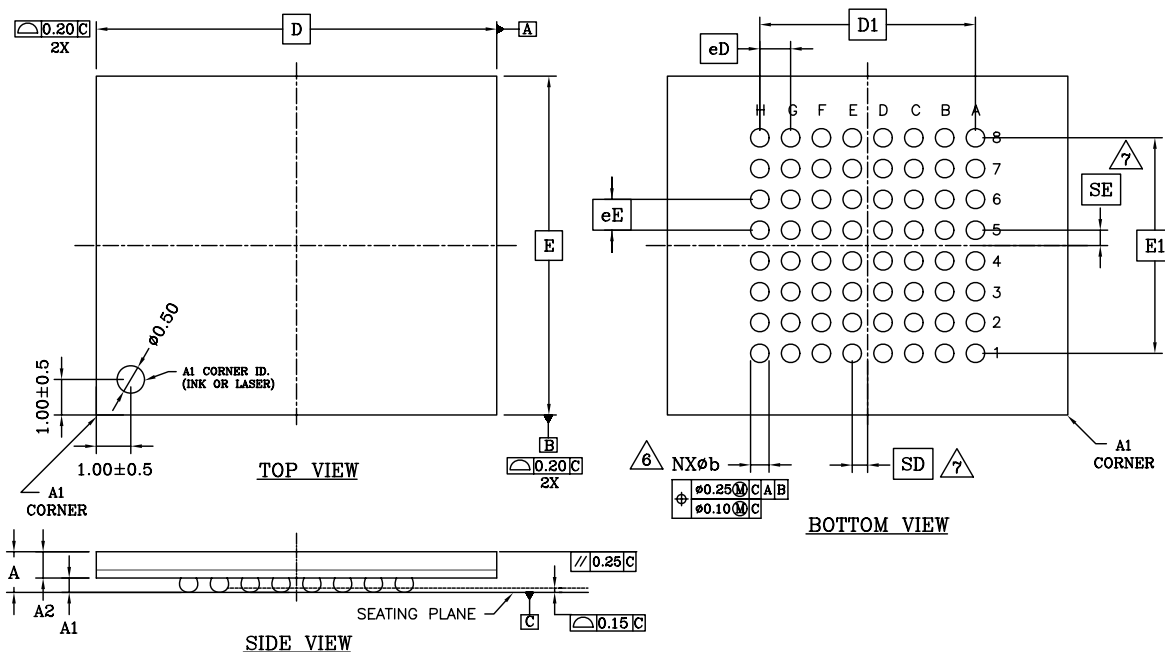 ⌓ 0.20 C
2X
D
A
E
ø0.50
A1 CORNER ID.
(INK OR LASER)
1.00±0.5
1.00±0.5
A1
CORNER
TOP VIEW
B
⌓ 0.20 C
2X
D1
eD
H G F E D C B A
8
7
6
5
4
3
2
1
7
SE
eE
E1
6 NXøb
⌖ ø0.25Ⓜ C A B
ø0.10Ⓜ C
SD 7
A1
CORNER
BOTTOM VIEW
A
A2
A1
// 0.25 C
SEATING PLANE
C
⌓ 0.15 C
SIDE VIEW